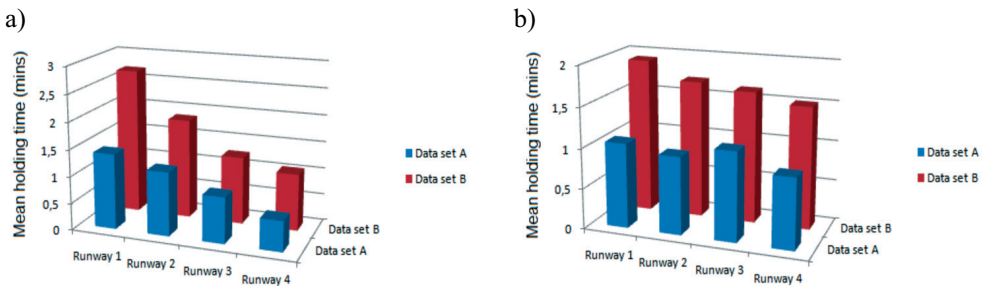 a)
Mean holding time (mins)
3
2,5
2
1,5
1
0,5
0
Runway 1
Runway 2
Runway 3
Runway 4
Data set B
Data set A
Data set A
Data set B
b)
Mean holding time (mins)
2
1,5
1
0,5
0
Runway 1
Runway 2
Runway 3
Runway 4
Data set B
Data set A
Data set A
Data set B